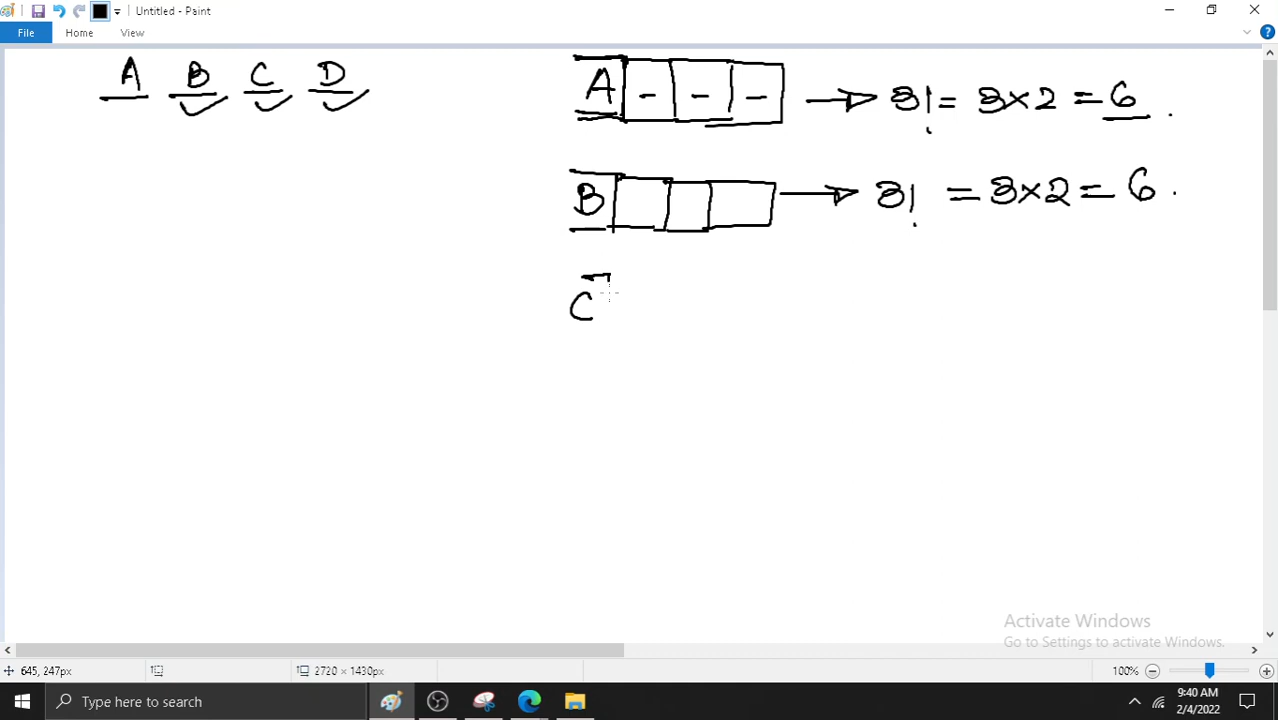 Untitled - Paint
File Home View
A B C D
A - - - → 3! = 3×2 = 6.
B → 3! = 3×2 = 6.
C
Activate Windows
Go to Settings to activate Windows.
645, 247px 2720 × 1430px 100%
Type here to search
9:40 AM
2/4/2022